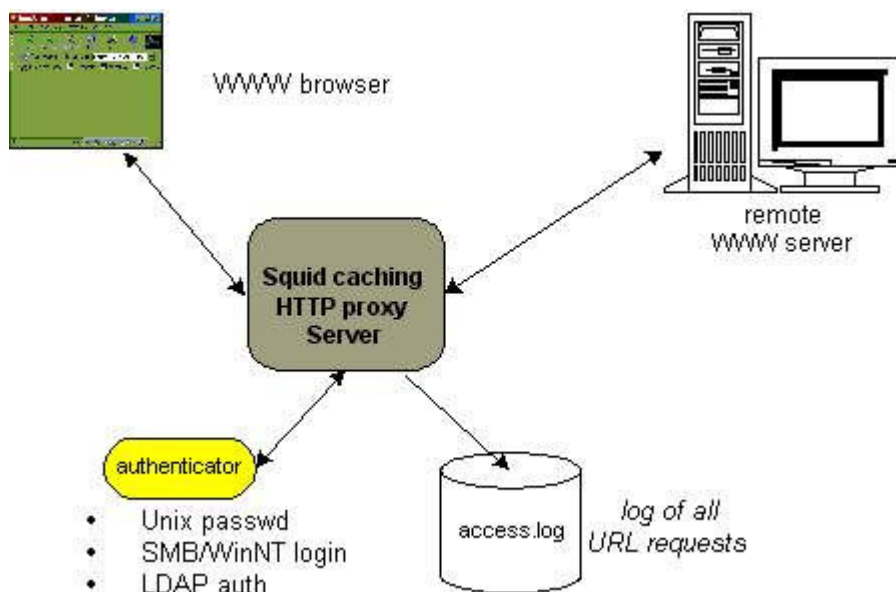 WWW browser
remote
WWW server
Squid caching
HTTP proxy
Server
authenticator
• Unix passwd
• SMB/WinNT login
• LDAP auth
access.log
log of all
URL requests